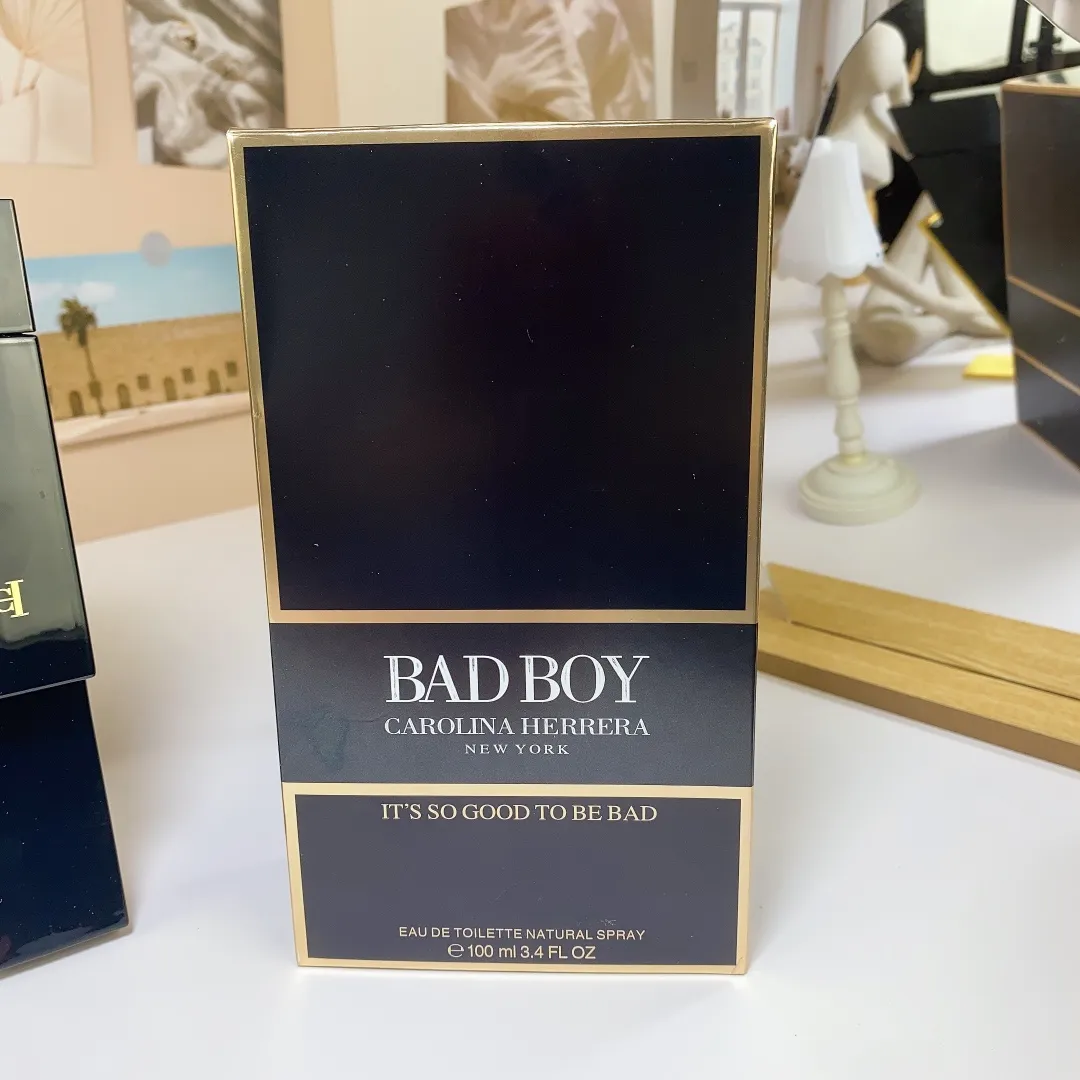 BAD BOY
CAROLINA HERRERA
NEW YORK
IT'S SO GOOD TO BE BAD
EAU DE TOILETTE NATURAL SPRAY
℮ 100 ml 3.4 FL OZ